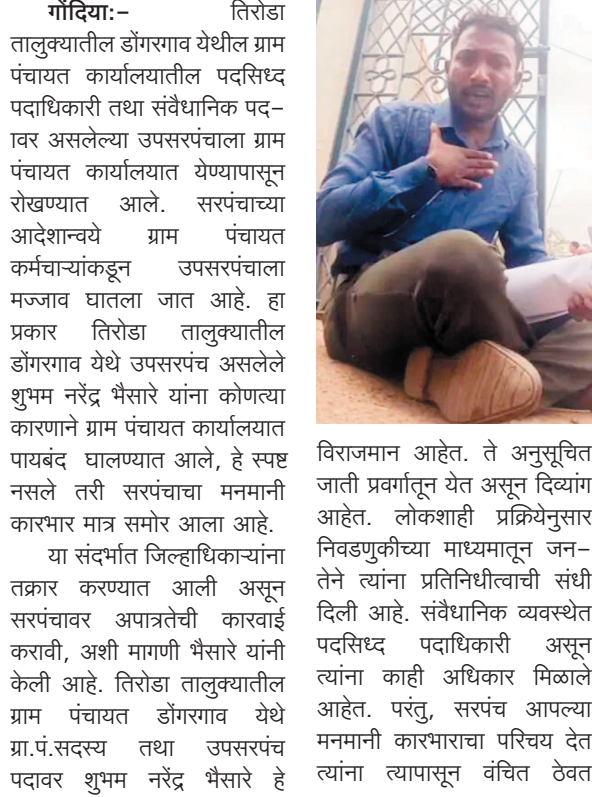 गोंदिया:– तिरोडा
तालुक्यातील डोंगरगाव येथील ग्राम
पंचायत कार्यालयातील पदसिध्द
पदाधिकारी तथा संवैधानिक पद–
ावर असलेल्या उपसरपंचाला ग्राम
पंचायत कार्यालयात येण्यापासून
रोखण्यात आले. सरपंचाच्या
आदेशान्वये ग्राम पंचायत
कर्मचाऱ्यांकडून उपसरपंचाला
मज्जाव घातला जात आहे. हा
प्रकार तिरोडा तालुक्यातील
डोंगरगाव येथे उपसरपंच असलेले
शुभम नरेंद्र भैसारे यांना कोणत्या
कारणाने ग्राम पंचायत कार्यालयात
पायबंद घालण्यात आले, हे स्पष्ट
नसले तरी सरपंचाचा मनमानी
कारभार मात्र समोर आला आहे.
या संदर्भात जिल्हाधिकाऱ्यांना
तक्रार करण्यात आली असून
सरपंचावर अपात्रतेची कारवाई
करावी, अशी मागणी भैसारे यांनी
केली आहे. तिरोडा तालुक्यातील
ग्राम पंचायत डोंगरगाव येथे
ग्रा.पं.सदस्य तथा उपसरपंच
पदावर शुभम नरेंद्र भैसारे हे
विराजमान आहेत. ते अनुसूचित
जाती प्रवर्गातून येत असून दिव्यांग
आहेत. लोकशाही प्रक्रियेनुसार
निवडणुकीच्या माध्यमातून जन–
तेने त्यांना प्रतिनिधीत्वाची संधी
दिली आहे. संवैधानिक व्यवस्थेत
पदसिध्द पदाधिकारी असून
त्यांना काही अधिकार मिळाले
आहेत. परंतु, सरपंच आपल्या
मनमानी कारभाराचा परिचय देत
त्यांना त्यापासून वंचित ठेवत